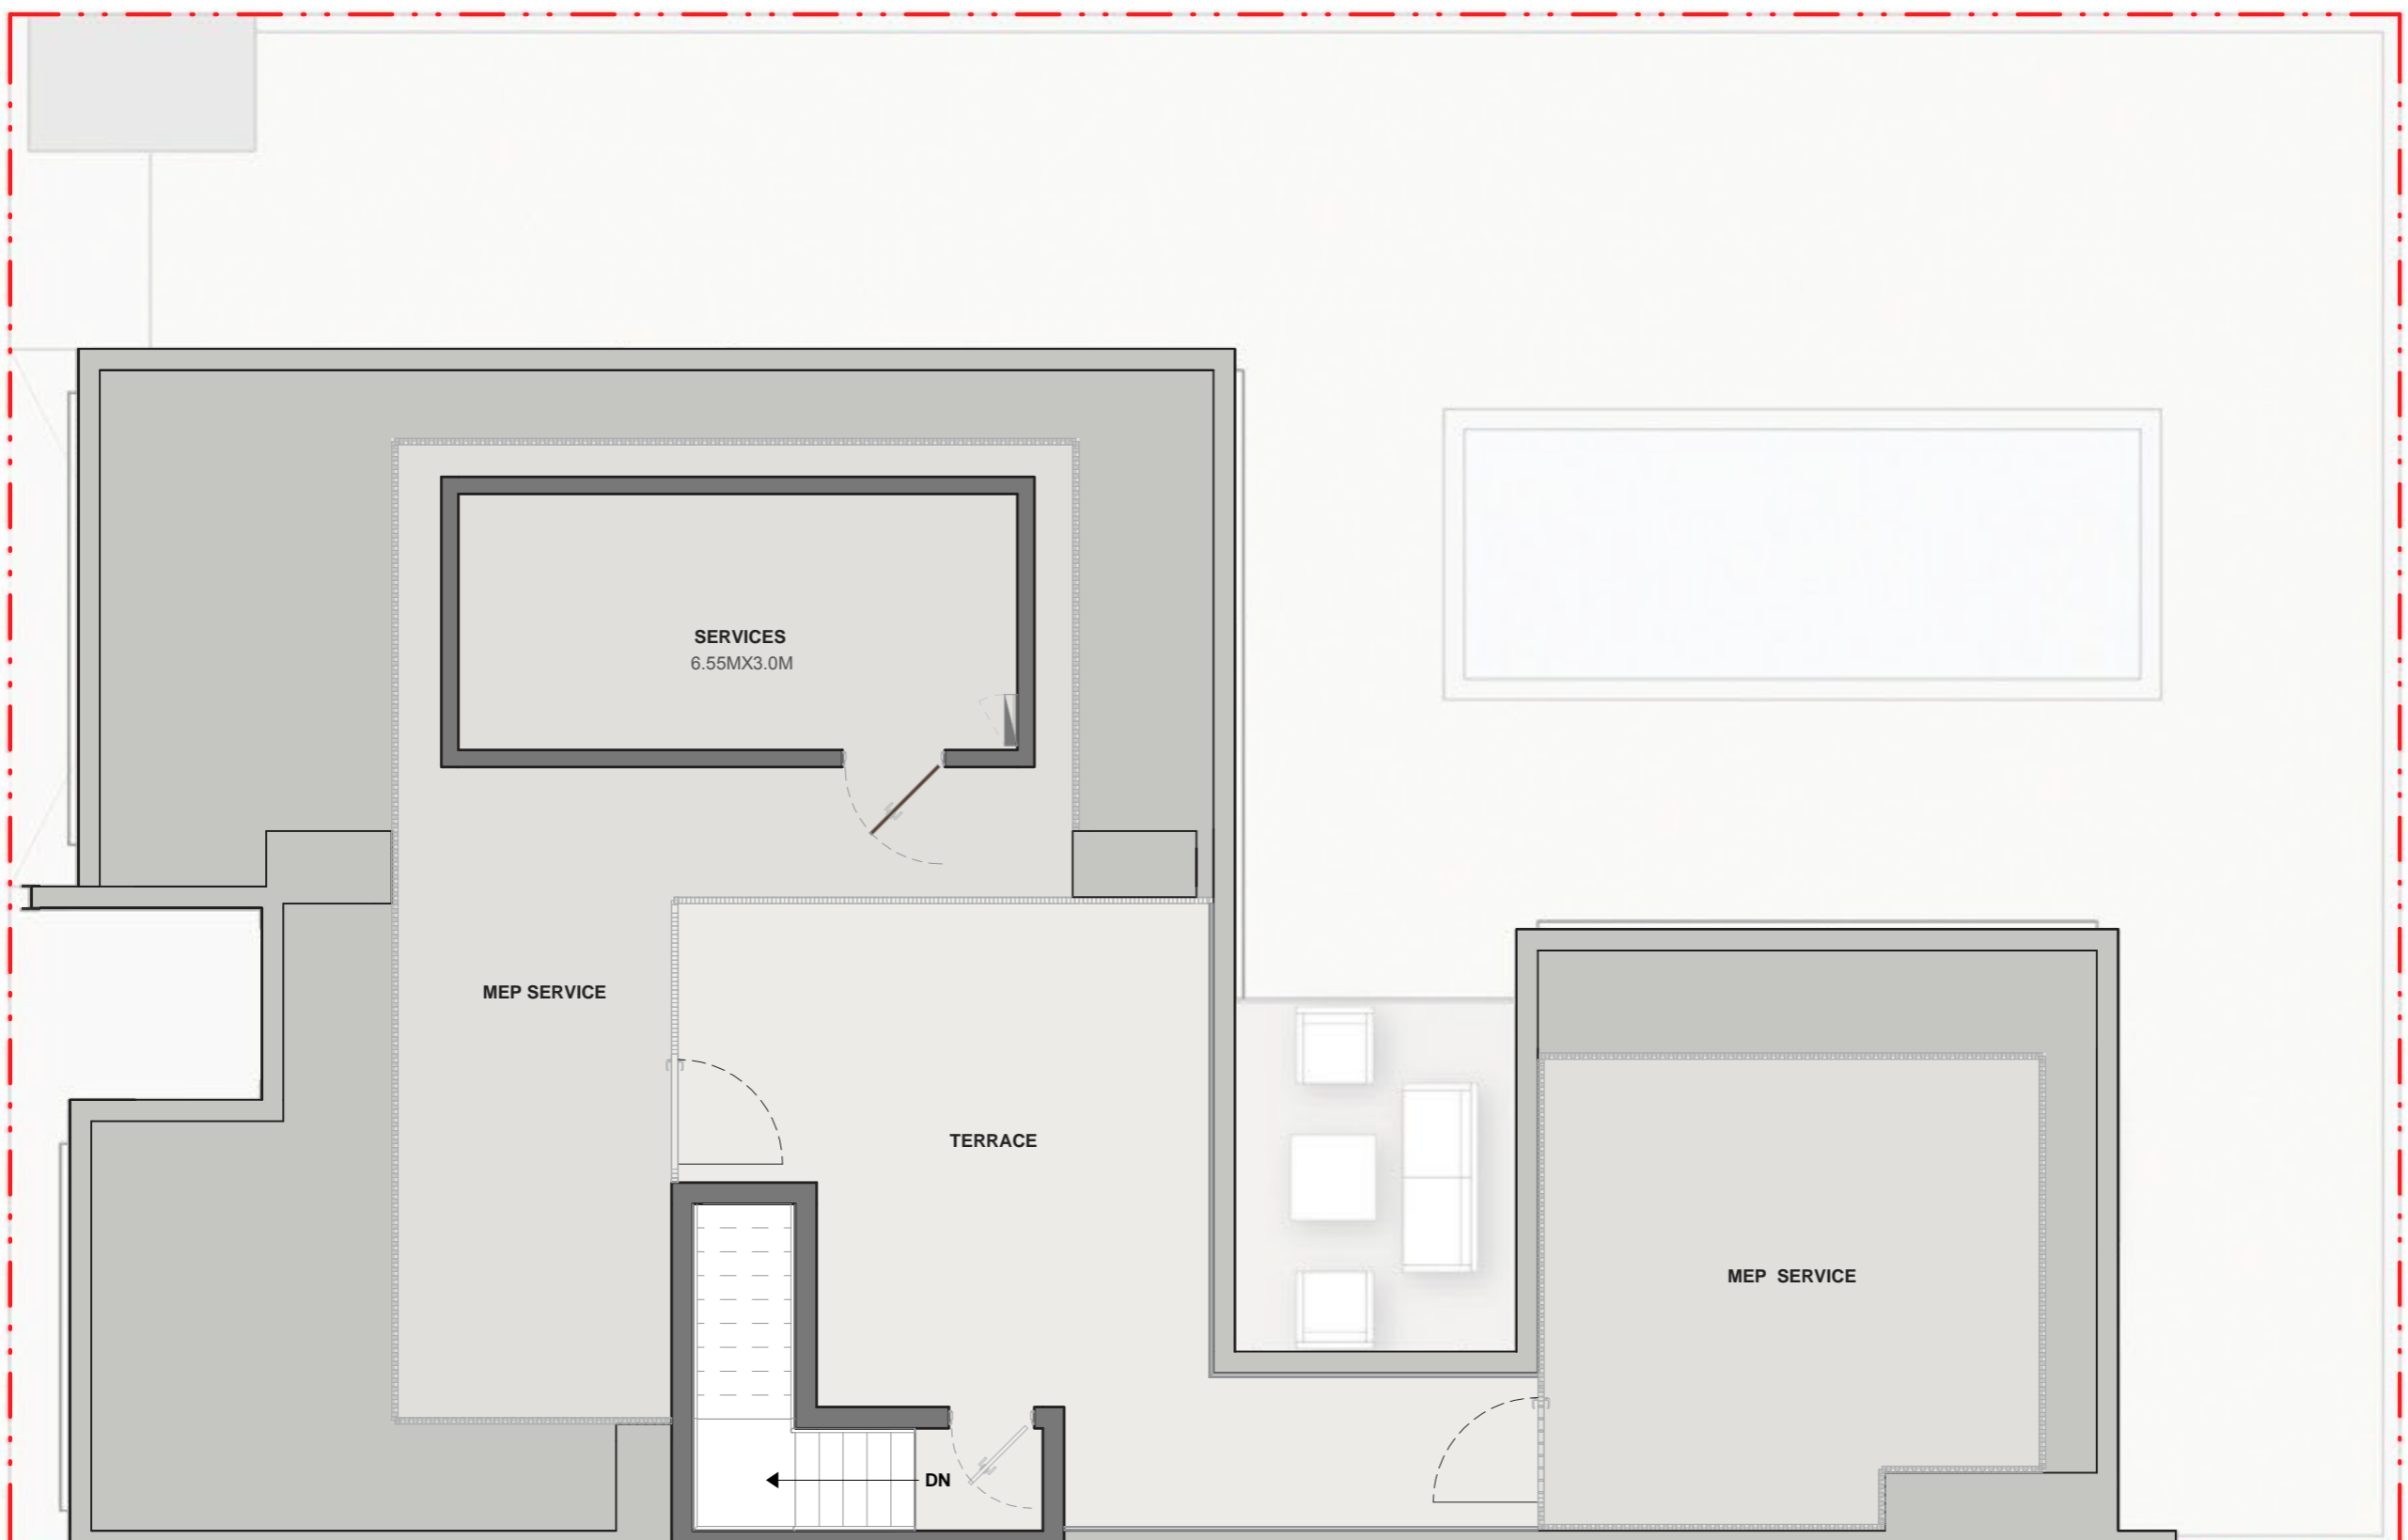 SERVICES
6.55MX3.0M
MEP SERVICE
TERRACE
MEP SERVICE
DN